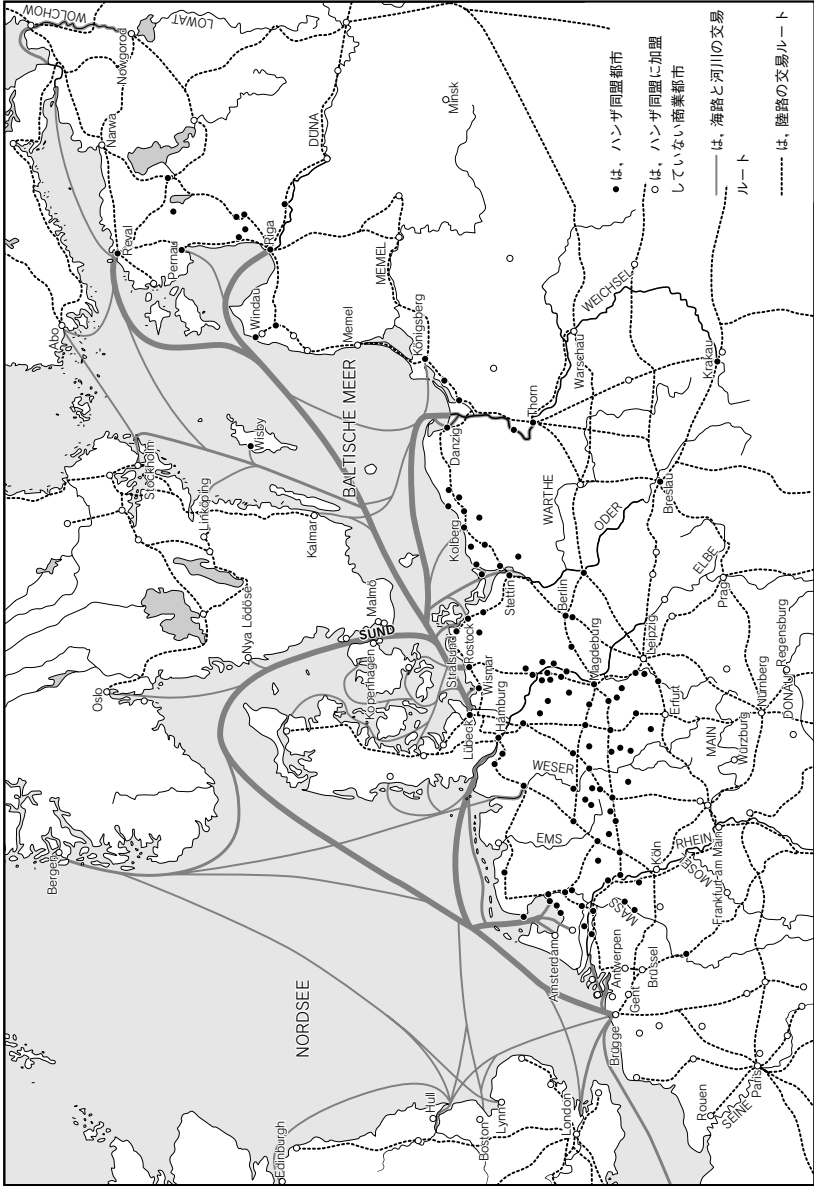 WOLCHOW
LOWAT
Nowgorod
Narwa
Reval
Pernau
Riga
DÜNA
Minsk
Åbo
Windau
Memel
MEMEL
Königsberg
Stockholm
Wisby
BALTISCHE MEER
Linköping
Kalmar
Danzig
Thorn
Warschau
WEICHSEL
Krakau
Kolberg
WARTHE
ODER
Breslau
Stettin
Berlin
ELBE
Prag
Oslo
Nya Lödöse
Malmö
SUND
Kopenhagen
Stralsund
Rostock
Wismar
Lübeck
Hamburg
Magdebürg
Leipzig
Erfurt
Nürnberg
Regensburg
DONAU
MAIN
Würzburg
WESER
EMS
Bergen
Köln
RHEIN
MOSEL
Frankfurt am Main
MASS
NORDSEE
Amsterdam
Antwerpen
Gent
Brüssel
Brügge
Edinburgh
Hull
Boston
Lynn
London
Rouen
SEINE
Paris
● は，ハンザ同盟都市
○ は，ハンザ同盟に加盟
していない商業都市
── は，海路と河川の交易
ルート
---- は，陸路の交易ルート